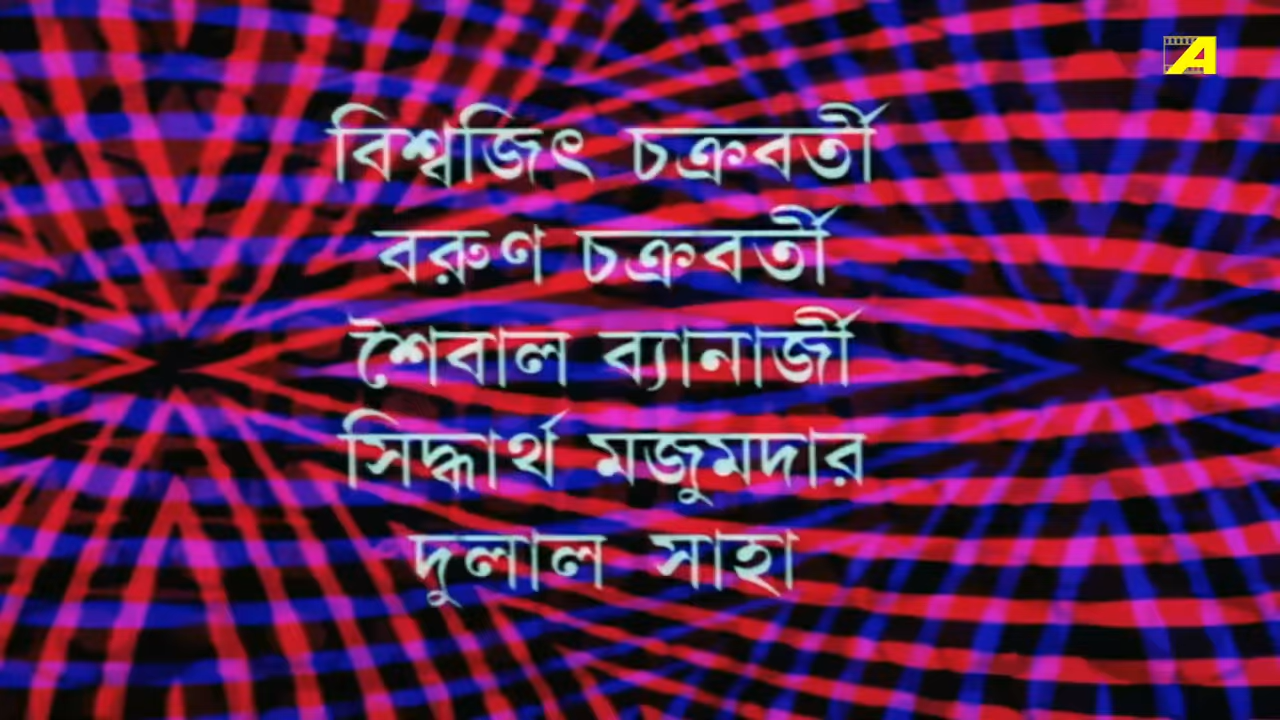 বিশ্বজিৎ চক্রবর্তী
বরুণ চক্রবর্তী
শৈবাল ব্যানার্জী
সিদ্ধার্থ মজুমদার
দুলাল সাহা
A